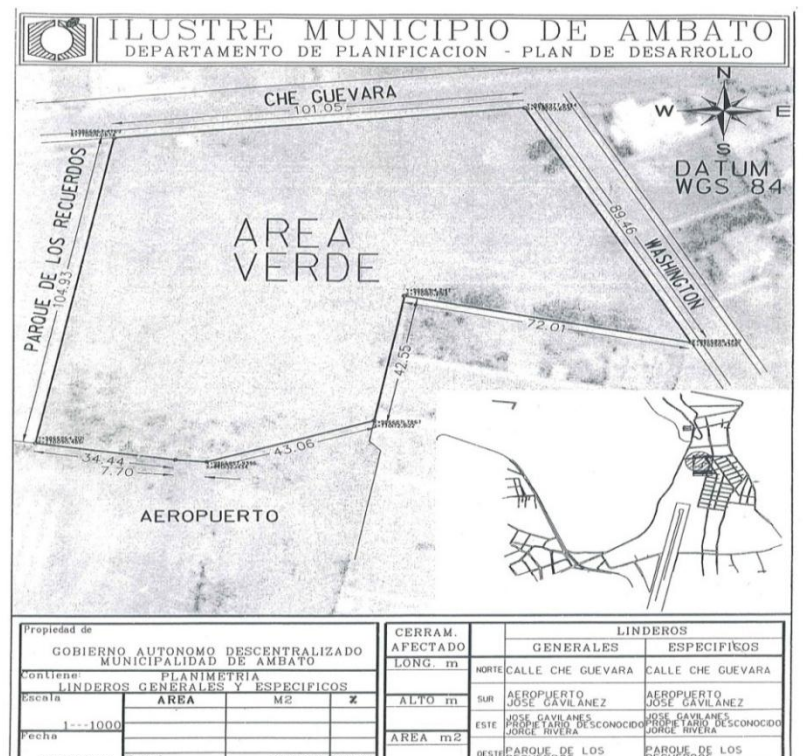 ILUSTRE MUNICIPIO DE AMBATO
DEPARTAMENTO DE PLANIFICACION - PLAN DE DESARROLLO
CHE GUEVARA
101.05
N
W E
S
DATUM
WGS 84
PARQUE DE LOS RECUERDOS
104.93
AREA
VERDE
89.46
WASHINGTON
72.01
42.55
43.06
34.44
7.70
AEROPUERTO
Propiedad de
GOBIERNO AUTONOMO DESCENTRALIZADO
MUNICIPALIDAD DE AMBATO
Contiene:
PLANIMETRIA
LINDEROS GENERALES Y ESPECIFICOS
Escala
AREA M2 %
1---1000
Fecha
CERRAM.
AFECTADO
LONG. m
ALTO m
AREA m2
LINDEROS
GENERALES ESPECIFICOS
NORTE CALLE CHE GUEVARA CALLE CHE GUEVARA
SUR AEROPUERTO AEROPUERTO
JOSE GAVILANEZ JOSE GAVILANEZ
ESTE JOSE GAVILANES JOSE GAVILANES
PROPIETARIO DESCONOCIDO PROPIETARIO DESCONOCIDO
JORGE RIVERA JORGE RIVERA
OESTE PARQUE DE LOS PARQUE DE LOS